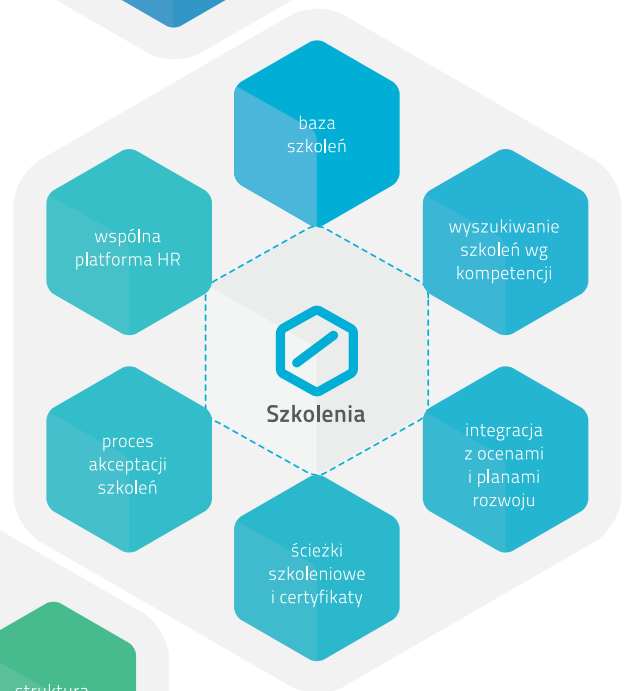 baza
szkoleń
wyszukiwanie
szkoleń wg
kompetencji
wspólna
platforma HR
Szkolenia
integracja
z ocenami
i planami
rozwoju
proces
akceptacji
szkoleń
ścieżki
szkoleniowe
i certyfikaty
struktura